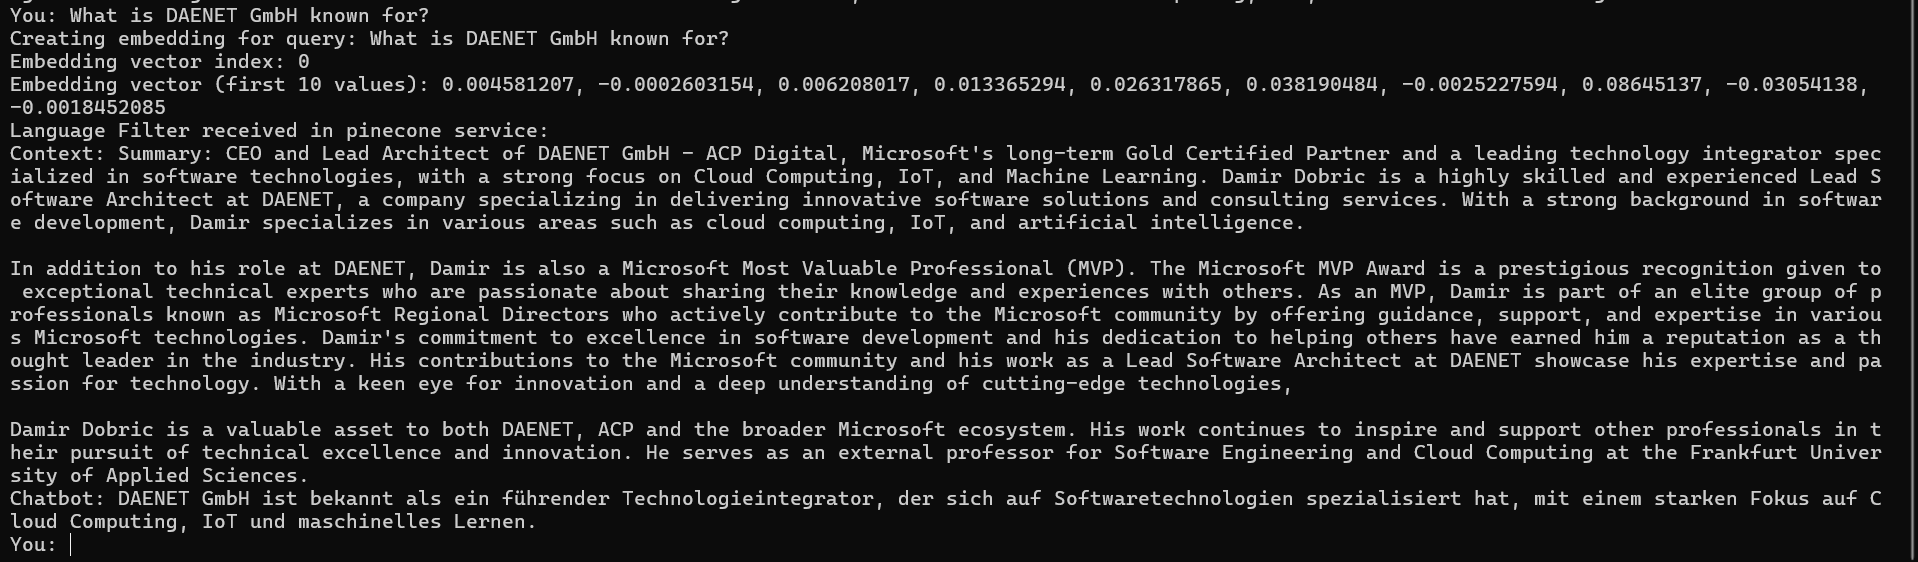 You: What is DAENET GmbH known for?
Creating embedding for query: What is DAENET GmbH known for?
Embedding vector index: 0
Embedding vector (first 10 values): 0.004581207, -0.0002603154, 0.006208017, 0.013365294, 0.026317865, 0.038190484, -0.0025227594, 0.08645137, -0.03054138,
-0.0018452085
Language Filter received in pinecone service:
Context: Summary: CEO and Lead Architect of DAENET GmbH - ACP Digital, Microsoft's long-term Gold Certified Partner and a leading technology integrator spec
ialized in software technologies, with a strong focus on Cloud Computing, IoT, and Machine Learning. Damir Dobric is a highly skilled and experienced Lead S
oftware Architect at DAENET, a company specializing in delivering innovative software solutions and consulting services. With a strong background in softwar
e development, Damir specializes in various areas such as cloud computing, IoT, and artificial intelligence.
In addition to his role at DAENET, Damir is also a Microsoft Most Valuable Professional (MVP). The Microsoft MVP Award is a prestigious recognition given to
 exceptional technical experts who are passionate about sharing their knowledge and experiences with others. As an MVP, Damir is part of an elite group of p
rofessionals known as Microsoft Regional Directors who actively contribute to the Microsoft community by offering guidance, support, and expertise in variou
s Microsoft technologies. Damir's commitment to excellence in software development and his dedication to helping others have earned him a reputation as a th
ought leader in the industry. His contributions to the Microsoft community and his work as a Lead Software Architect at DAENET showcase his expertise and pa
ssion for technology. With a keen eye for innovation and a deep understanding of cutting-edge technologies,
Damir Dobric is a valuable asset to both DAENET, ACP and the broader Microsoft ecosystem. His work continues to inspire and support other professionals in t
heir pursuit of technical excellence and innovation. He serves as an external professor for Software Engineering and Cloud Computing at the Frankfurt Univer
sity of Applied Sciences.
Chatbot: DAENET GmbH ist bekannt als ein führender Technologieintegrator, der sich auf Softwaretechnologien spezialisiert hat, mit einem starken Fokus auf C
loud Computing, IoT und maschinelles Lernen.
You: